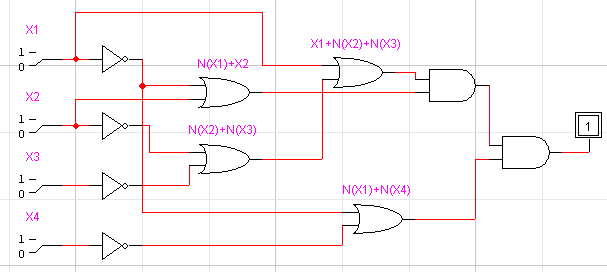 X1
X1+N(X2)+N(X3)
1
0
N(X1)+X2
X2
1
0
1
N(X2)+N(X3)
X3
1
0
N(X1)+N(X4)
X4
1
0